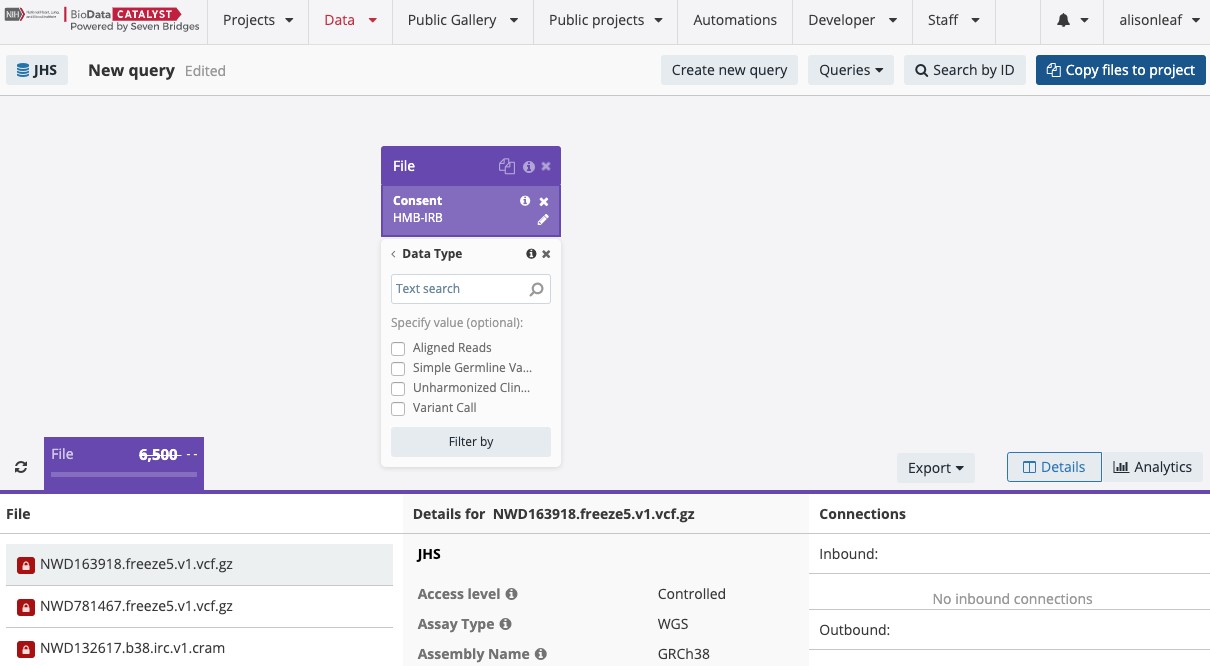 NIH BioData CATALYST Projects Data Public Gallery Public projects Automations Developer Staff alisonleaf
Powered by Seven Bridges
JHS New query Edited Create new query Queries Search by ID Copy files to project
File
Consent
HMB-IRB
Data Type
Text search
Specify value (optional):
Aligned Reads
Simple Germline Va...
Unharmonized Clin...
Variant Call
Filter by
File 6,500 --
Export Details Analytics
File Details for NWD163918.freeze5.v1.vcf.gz Connections
NWD163918.freeze5.v1.vcf.gz JHS Inbound:
Access level Controlled No inbound connections
NWD781467.freeze5.v1.vcf.gz
Assay Type WGS Outbound:
NWD132617.b38.irc.v1.cram Assembly Name GRCh38